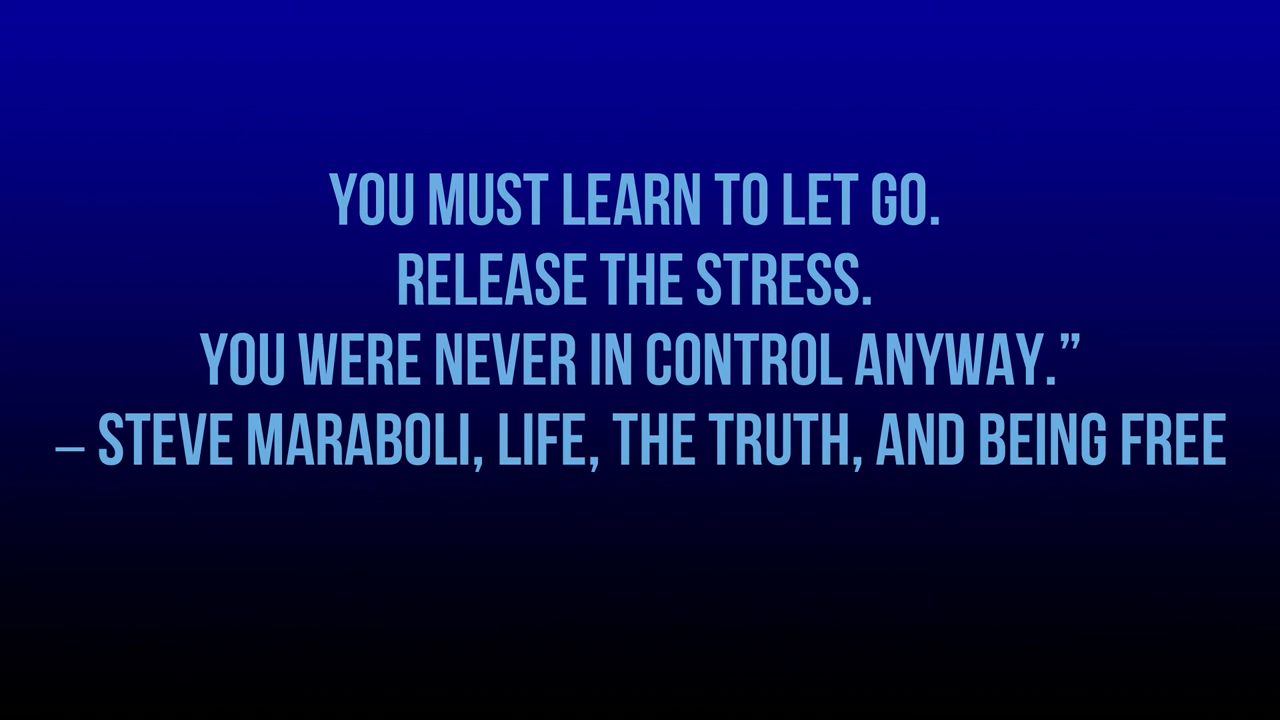 YOU MUST LEARN TO LET GO.
RELEASE THE STRESS.
YOU WERE NEVER IN CONTROL ANYWAY.”
– STEVE MARABOLI, LIFE, THE TRUTH, AND BEING FREE